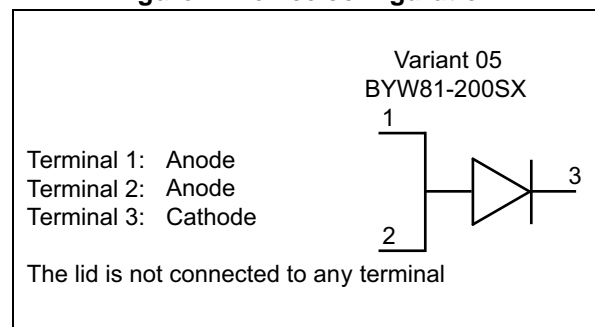 Variant 05
BYW81-200SX
1
Terminal 1: Anode
Terminal 2: Anode
Terminal 3: Cathode
3
2
The lid is not connected to any terminal